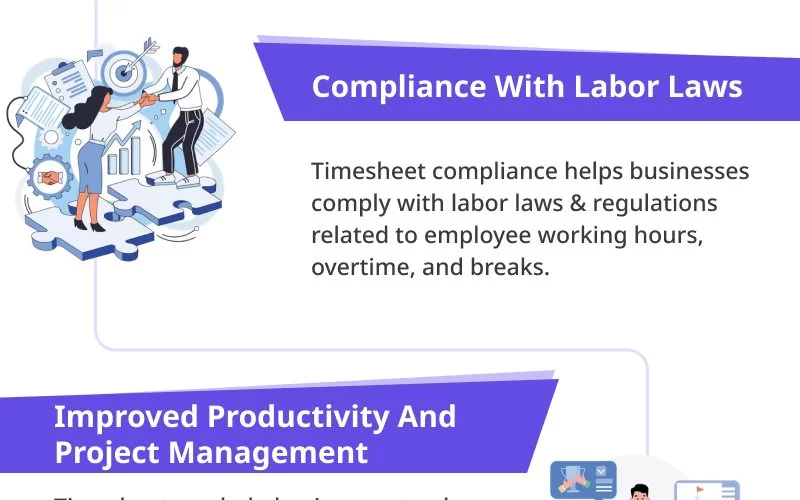 Compliance With Labor Laws
Timesheet compliance helps businesses
comply with labor laws & regulations
related to employee working hours,
overtime, and breaks.
Improved Productivity And
Project Management